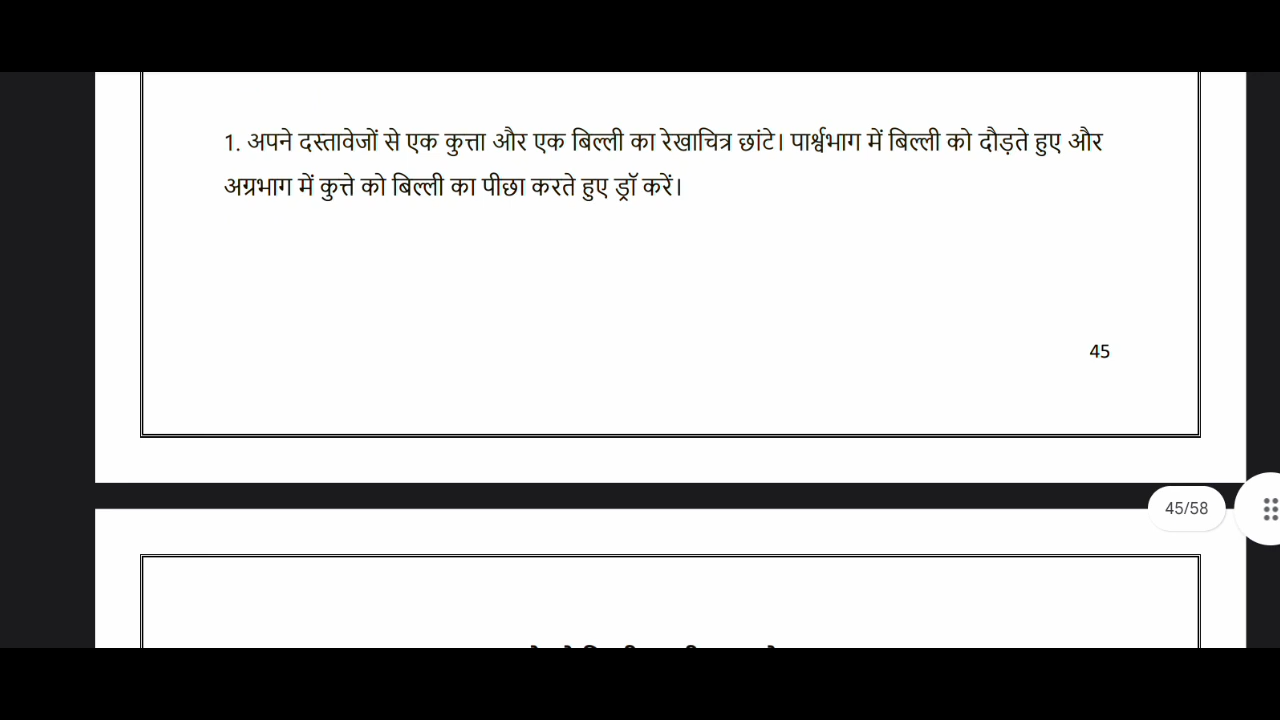 1. अपने दस्तावेजों से एक कुत्ता और एक बिल्ली का रेखाचित्र छांटे। पार्श्वभाग में बिल्ली को दौड़ते हुए और
अग्रभाग में कुत्ते को बिल्ली का पीछा करते हुए ड्रॉ करें।
45
45/58